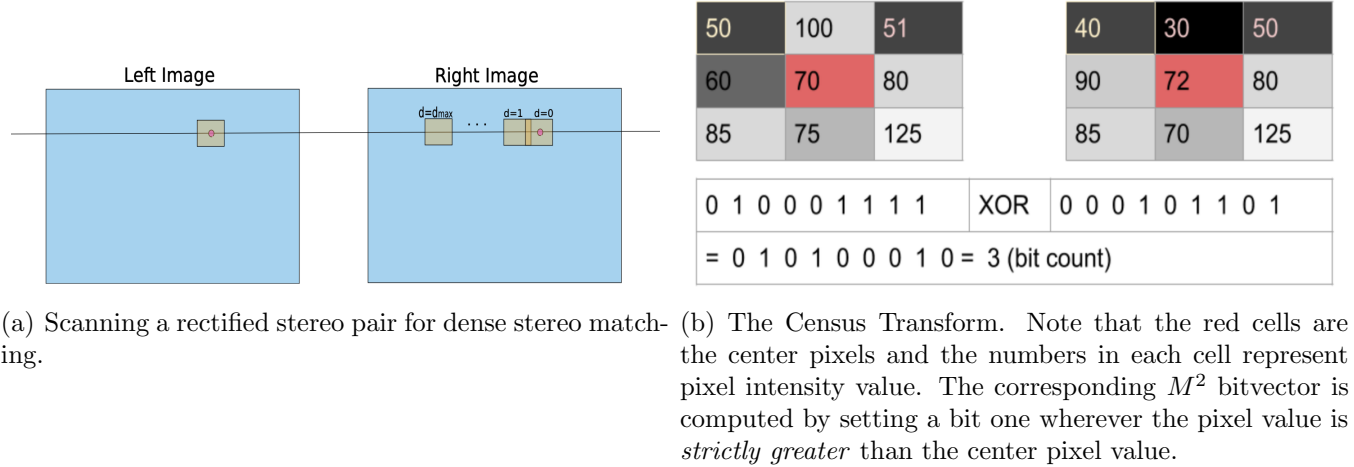 Left Image
Right Image
d=dmax
. . .
d=1
d=0
50 100 51
60 70 80
85 75 125
40 30 50
90 72 80
85 70 125
0 1 0 0 0 1 1 1 1 XOR 0 0 0 1 0 1 1 0 1
= 0 1 0 1 0 0 0 1 0 = 3 (bit count)
(a) Scanning a rectified stereo pair for dense stereo match-
ing.
(b) The Census Transform. Note that the red cells are
the center pixels and the numbers in each cell represent
pixel intensity value. The corresponding M² bitvector is
computed by setting a bit one wherever the pixel value is
strictly greater than the center pixel value.